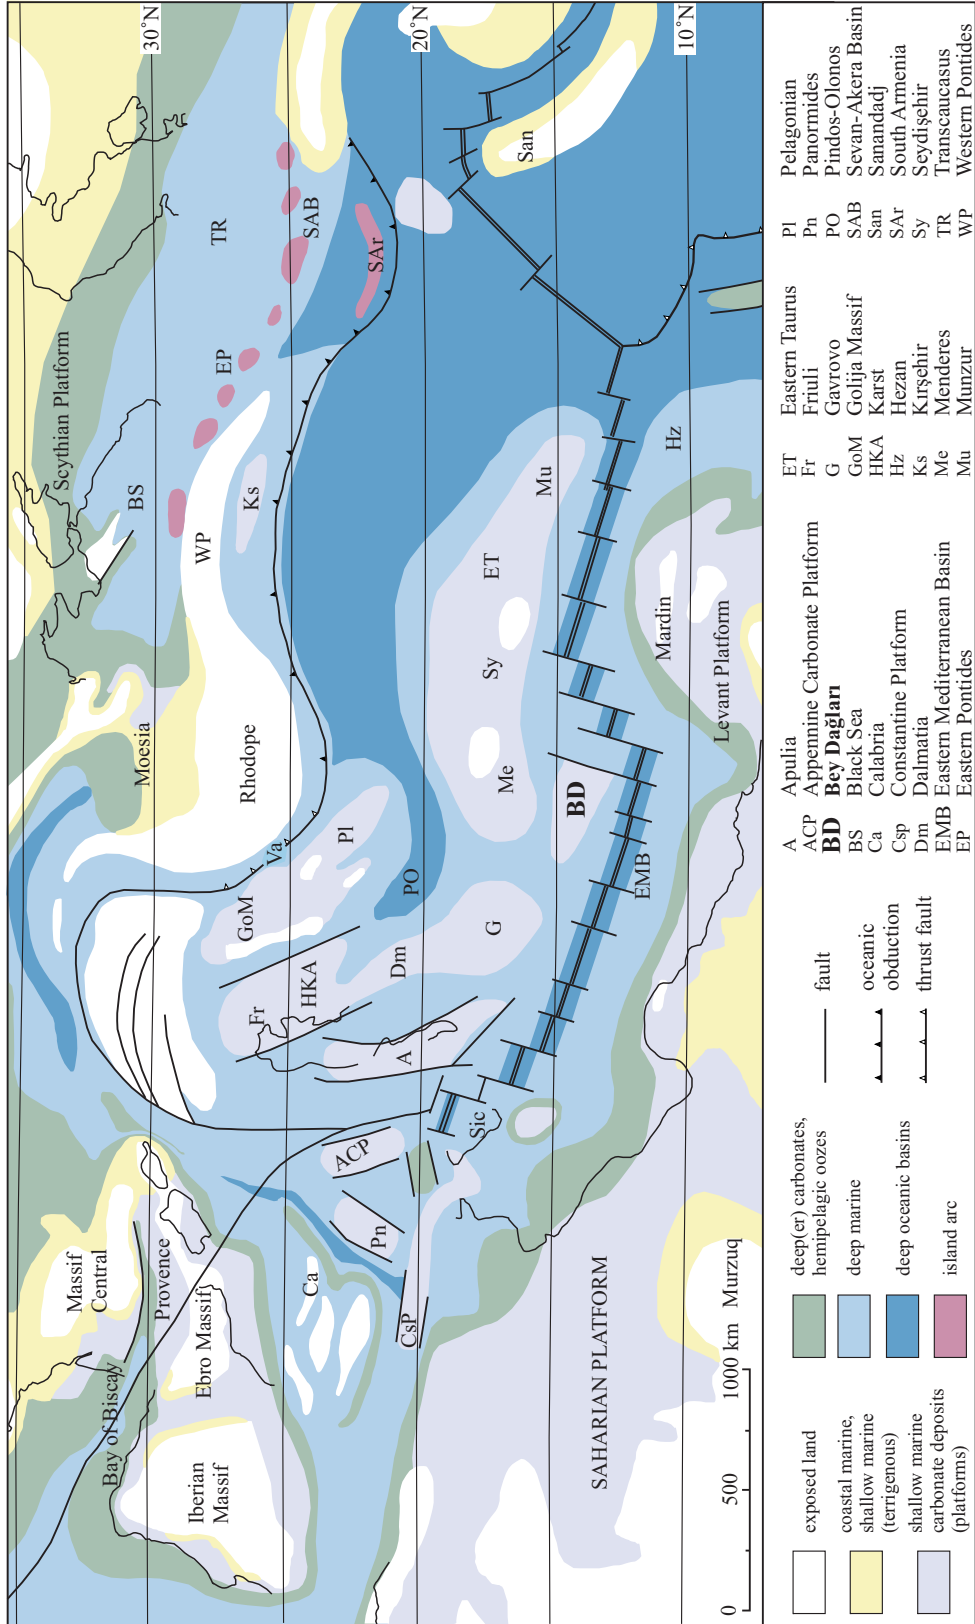 30°N
20°N
10°N
Scythian Platform
BS
TR
EP
SAB
SAr
San
WP
Ks
Moesia
Rhodope
Va
GoM
Pl
PO
Mu
ET
Sy
Me
BD
Hz
Mardin
Levant Platform
EMB
G
Dm
HKA
Fr
A
Sic
ACP
Pn
CsP
Ca
Massif
Central
Provence
Bay of Biscay
Ebro Massif
Iberian
Massif
SAHARIAN PLATFORM
Murzuq
0
500
1000 km
exposed land
coastal marine,
shallow marine
(terrigenous)
shallow marine
carbonate deposits
(platforms)
deep(er) carbonates,
hemipelagic oozes
deep marine
deep oceanic basins
island arc
fault
oceanic
obduction
thrust fault
A Apulia
ACP Appennine Carbonate Platform
BD Bey Dağları
BS Black Sea
Ca Calabria
Csp Constantine Platform
Dm Dalmatia
EMB Eastern Mediterranean Basin
EP Eastern Pontides
ET Eastern Taurus
Fr Friuli
G Gavrovo
GoM Golija Massif
HKA Karst
Hz Hezan
Ks Kırşehir
Me Menderes
Mu Munzur
Pl Pelagonian
Pn Panormides
PO Pindos-Olonos
SAB Sevan-Akera Basin
San Sanandadj
SAr South Armenia
Sy Seydişehir
TR Transcaucasus
WP Western Pontides